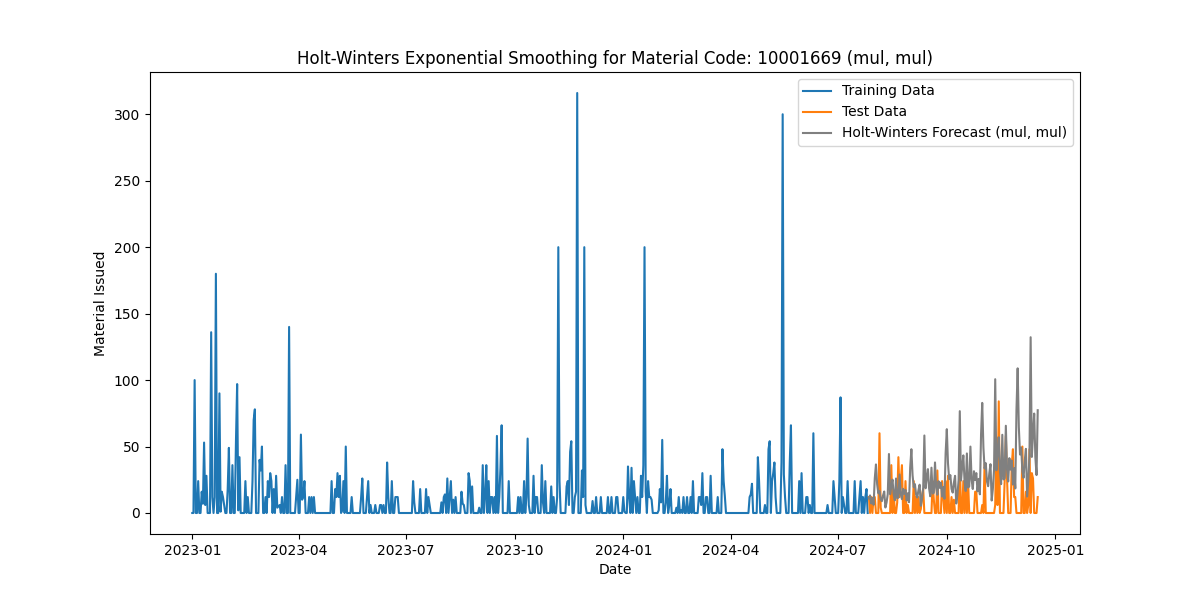 Holt-Winters Exponential Smoothing for Material Code: 10001669 (mul, mul)
Training Data
Test Data
Holt-Winters Forecast (mul, mul)
Material Issued
300
250
200
150
100
50
0
2023-01 2023-04 2023-07 2023-10 2024-01 2024-04 2024-07 2024-10 2025-01
Date